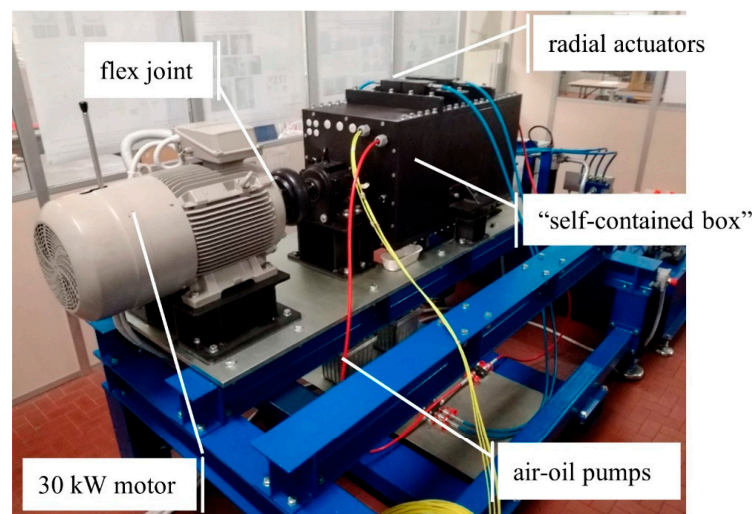 radial actuators
flex joint
“self-contained box”
30 kW motor
air-oil pumps